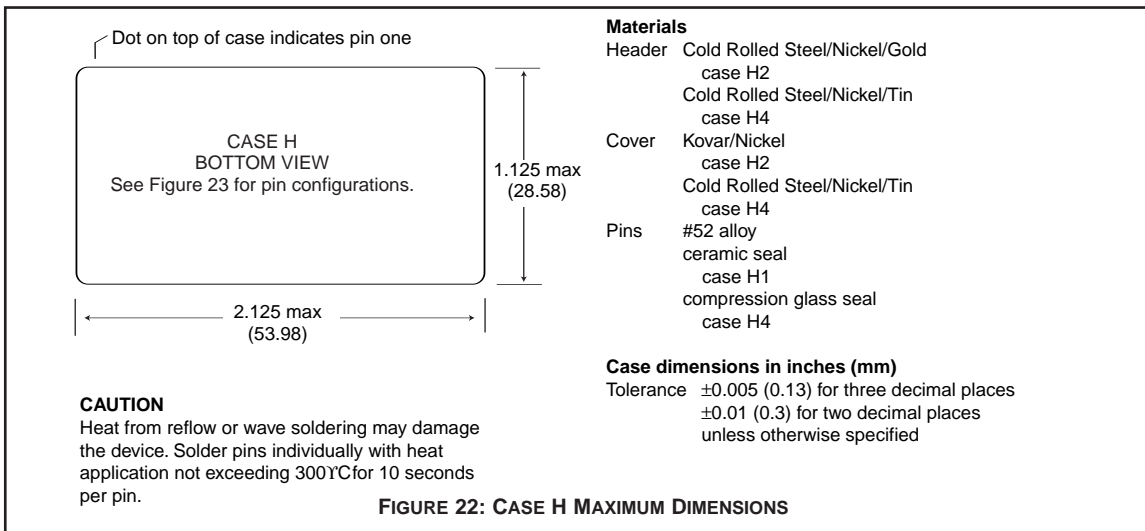 Dot on top of case indicates pin one
CASE H
BOTTOM VIEW
See Figure 23 for pin configurations.
1.125 max
(28.58)
2.125 max
(53.98)
CAUTION
Heat from reflow or wave soldering may damage
the device. Solder pins individually with heat
application not exceeding 300ϒCfor 10 seconds
per pin.
Materials
Header Cold Rolled Steel/Nickel/Gold
case H2
Cold Rolled Steel/Nickel/Tin
case H4
Cover Kovar/Nickel
case H2
Cold Rolled Steel/Nickel/Tin
case H4
Pins #52 alloy
ceramic seal
case H1
compression glass seal
case H4
Case dimensions in inches (mm)
Tolerance ±0.005 (0.13) for three decimal places
±0.01 (0.3) for two decimal places
unless otherwise specified
FIGURE 22: CASE H MAXIMUM DIMENSIONS